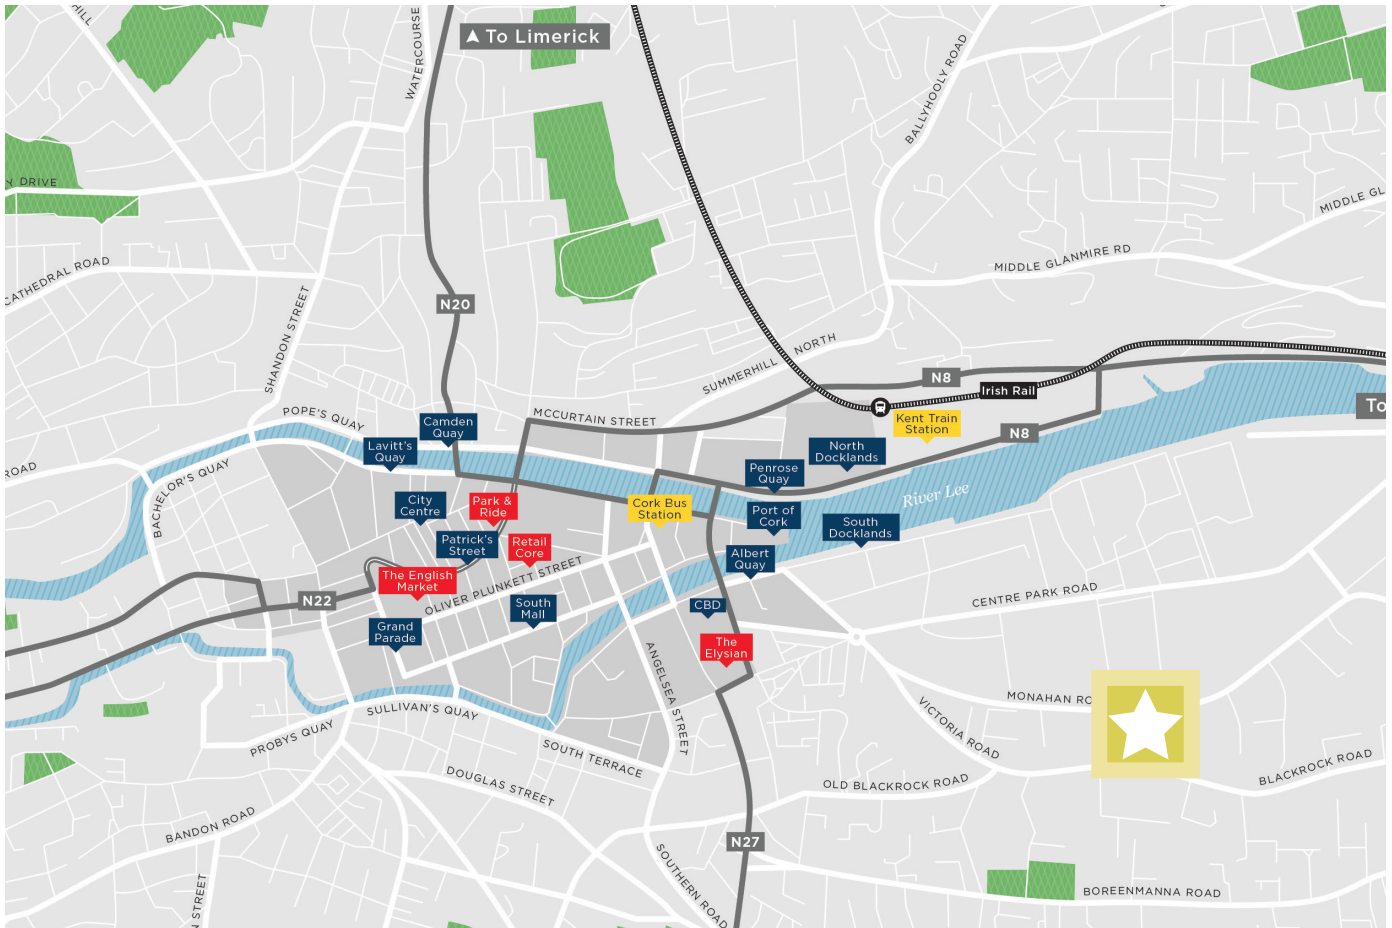 HILL
WATERCOURSE
To Limerick
BALLYHOOLY ROAD
Y DRIVE
MIDDLE GL
CATHEDRAL ROAD
MIDDLE GLANMIRE RD
N20
SHANDON STREET
SUMMERHILL NORTH
N8
Irish Rail
To
POPE'S QUAY
MCCURTAIN STREET
Camden
Quay
Kent Train
Station
N8
Lavitt's
Quay
North
Docklands
ROAD
BACHELOR'S QUAY
Penrose
Quay
River Lee
City
Centre
Park &
Ride
Cork Bus
Station
Port of
Cork
South
Docklands
Patrick's
Street
Retail
Core
Albert
Quay
The English
Market
OLIVER PLUNKETT STREET
N22
South
Mall
CBD
CENTRE PARK ROAD
Grand
Parade
The
Elysian
ANGELSEA STREET
MONAHAN RO
SULLIVAN'S QUAY
VICTORIA ROAD
PROBYS QUAY
SOUTH TERRACE
BLACKROCK ROAD
DOUGLAS STREET
OLD BLACKROCK ROAD
BANDON ROAD
N27
SOUTHERN ROAD
BOREENMANNA ROAD
N STREET